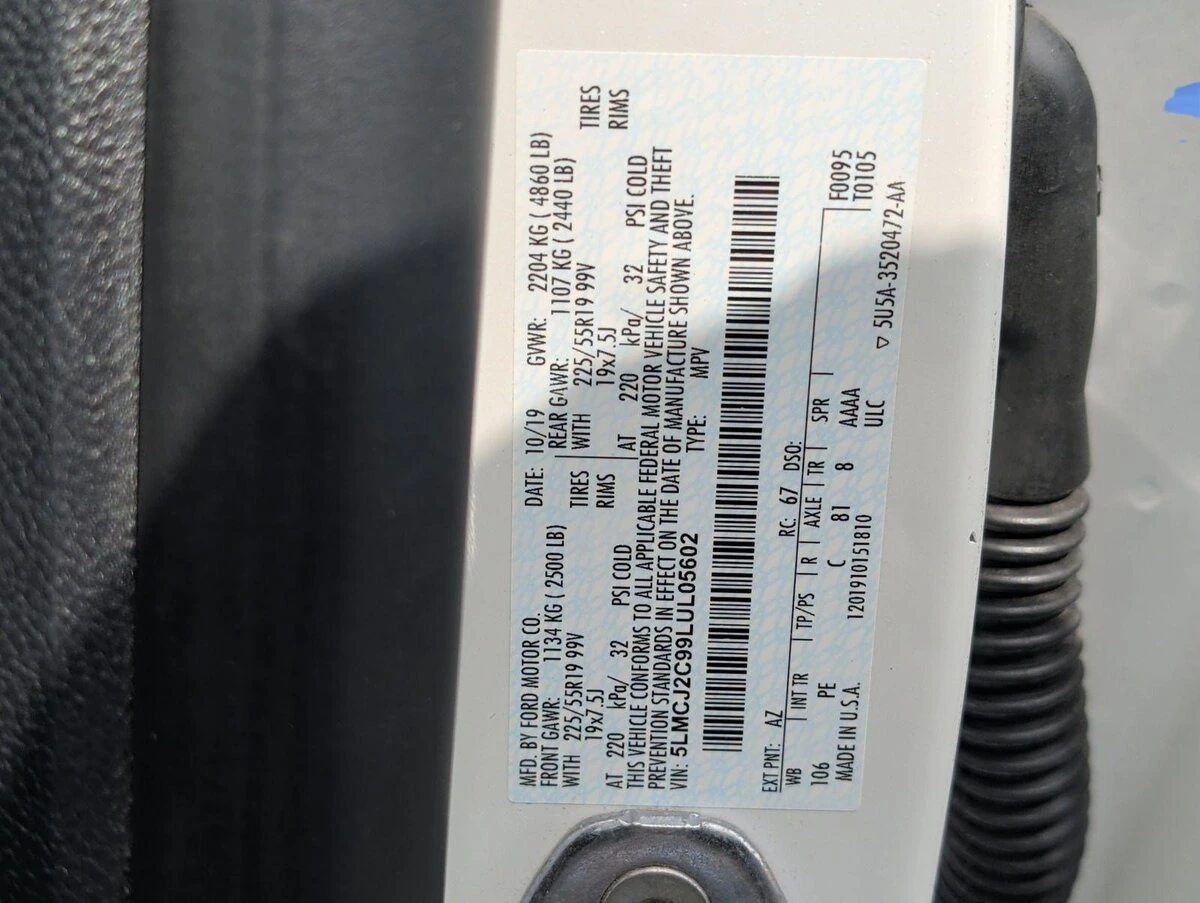 MFD. BY FORD MOTOR CO. DATE: 10/19 GVWR: 2204 KG ( 4860 LB)
FRONT GAWR: 1134 KG ( 2500 LB) REAR GAWR: 1107 KG ( 2440 LB)
WITH 225/55R19 99V TIRES WITH 225/55R19 99V TIRES
19x7.5J RIMS 19x7.5J RIMS
AT 220 kPa/ 32 PSI COLD AT 220 kPa/ 32 PSI COLD
THIS VEHICLE CONFORMS TO ALL APPLICABLE FEDERAL MOTOR VEHICLE SAFETY AND THEFT
PREVENTION STANDARDS IN EFFECT ON THE DATE OF MANUFACTURE SHOWN ABOVE.
VIN: 5LMCJ2C99LUL05602 TYPE: MPV
EXT PNT: AZ RC: 67 DSO:
WB INT TR TP/PS R AXLE TR SPR F0095
106 PE C 81 8 AAAA T0105
MADE IN U.S.A. 1201910151810 ULC ▽ 5U5A-3520472-AA